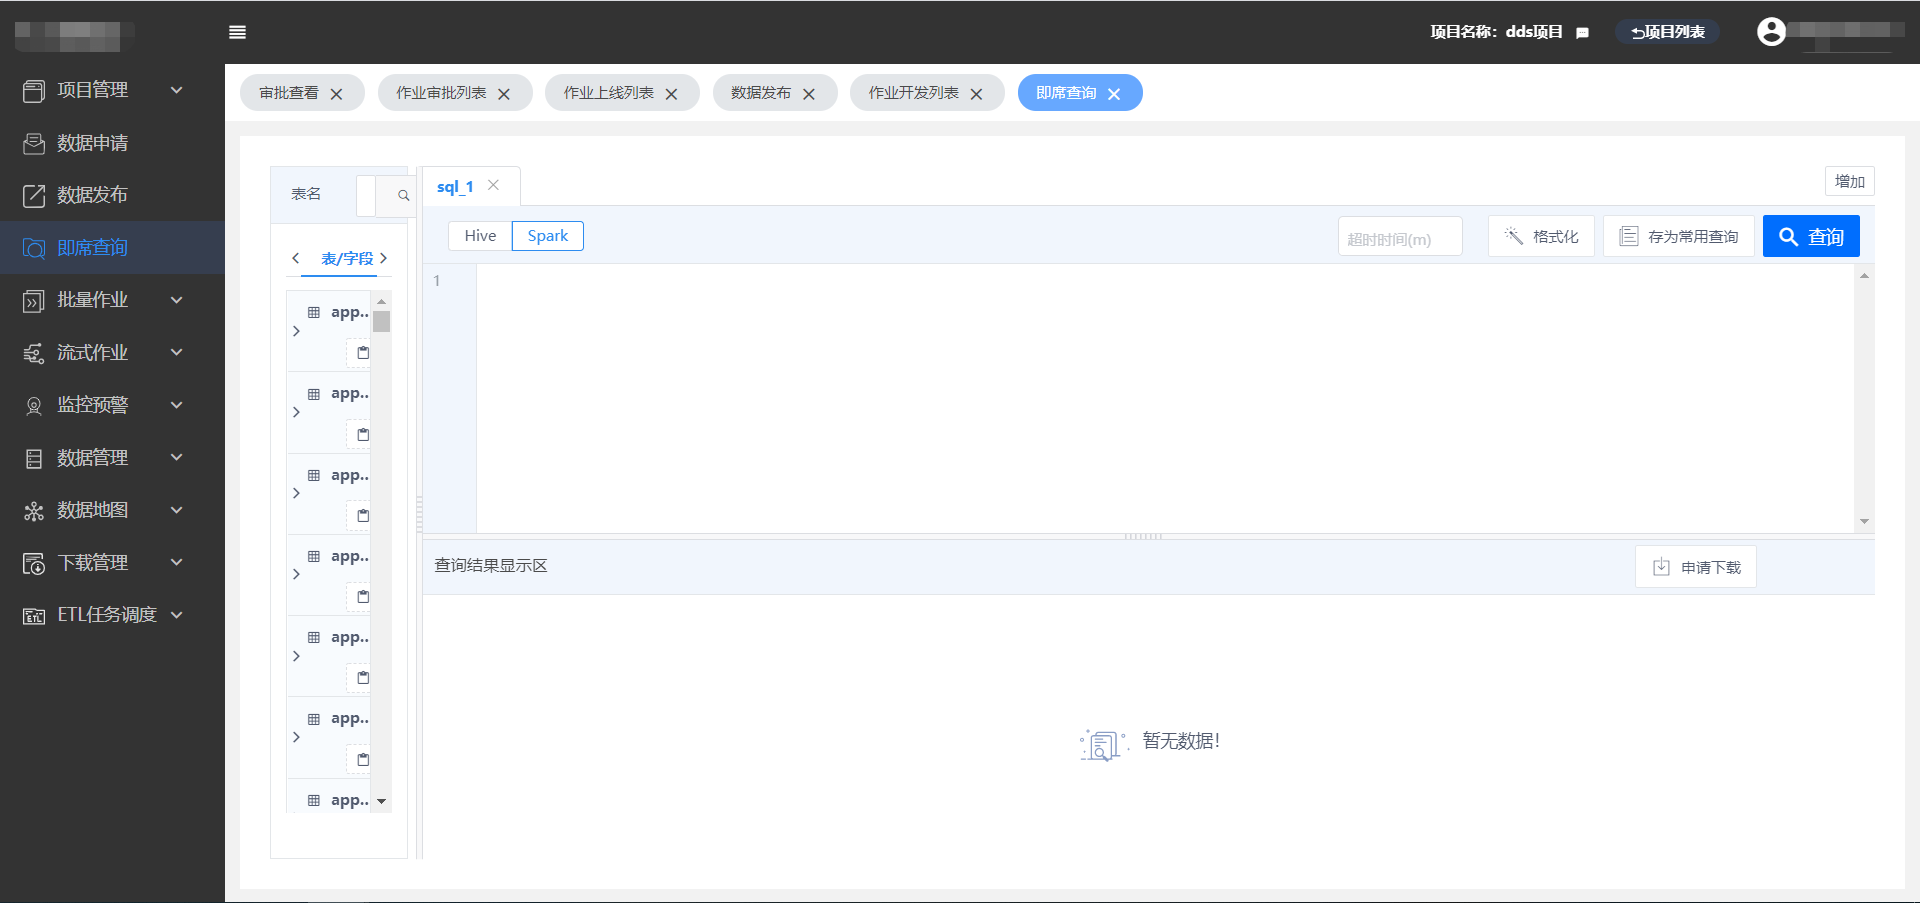 项目名称：dds项目
项目列表
项目管理
数据申请
数据发布
即席查询
批量作业
流式作业
监控预警
数据管理
数据地图
下载管理
ETL任务调度
审批查看
作业审批列表
作业上线列表
数据发布
作业开发列表
即席查询
表名
表/字段
app..
app..
app..
app..
app..
app..
app..
sql_1
增加
Hive
Spark
超时时间(m)
格式化
存为常用查询
查询
1
查询结果显示区
申请下载
暂无数据!